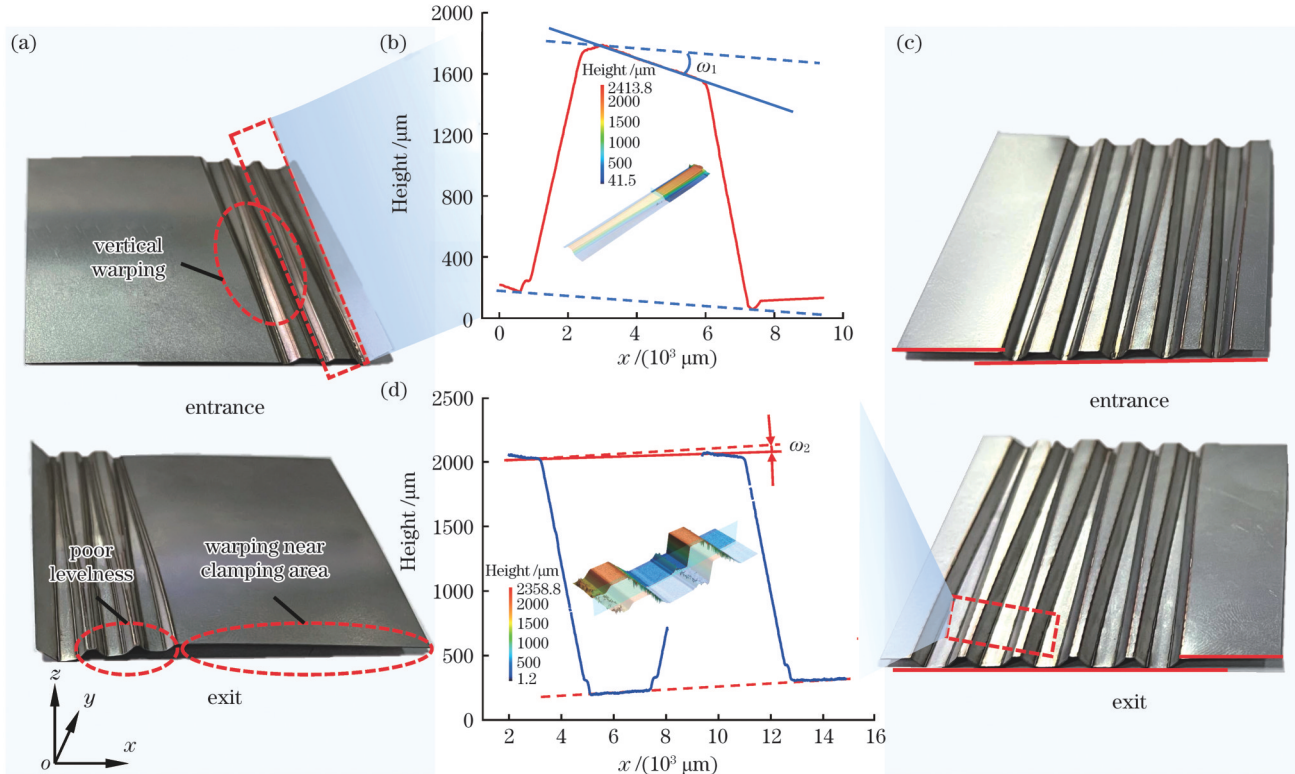 (a)
vertical
warping
entrance
poor
levelness
warping near
clamping area
exit
z
y
x
o
(b)
Height /μm
2000
1600
1200
800
400
0
0
2
4
6
8
10
x /(10³ μm)
ω₁
Height /μm
2413.8
2000
1500
1000
500
41.5
(c)
entrance
exit
(d)
Height /μm
2500
2000
1500
1000
500
0
2
4
6
8
10
12
14
16
x /(10³ μm)
ω₂
Height /μm
2358.8
2000
1500
1000
500
1.2